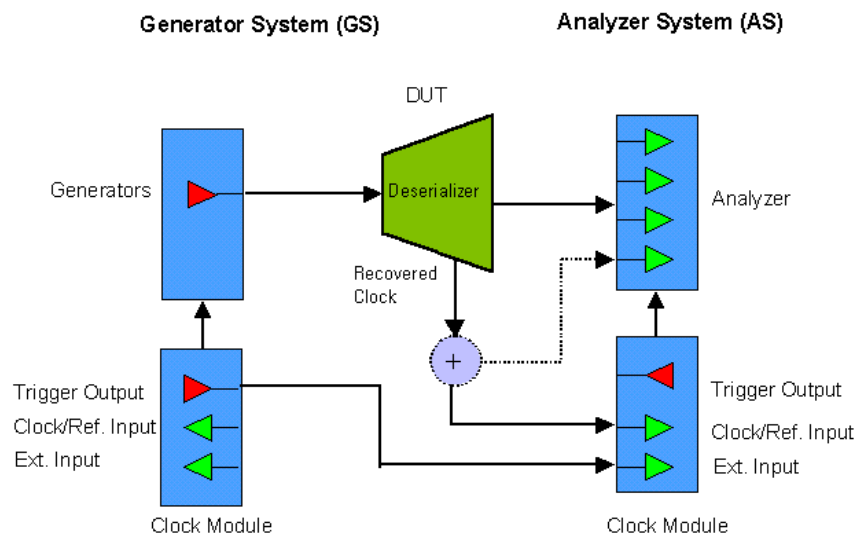 Generator System (GS)
Analyzer System (AS)
DUT
Generators
Deserializer
Analyzer
Recovered
Clock
+
Trigger Output
Clock/Ref. Input
Ext. Input
Clock Module
Trigger Output
Clock/Ref. Input
Ext. Input
Clock Module